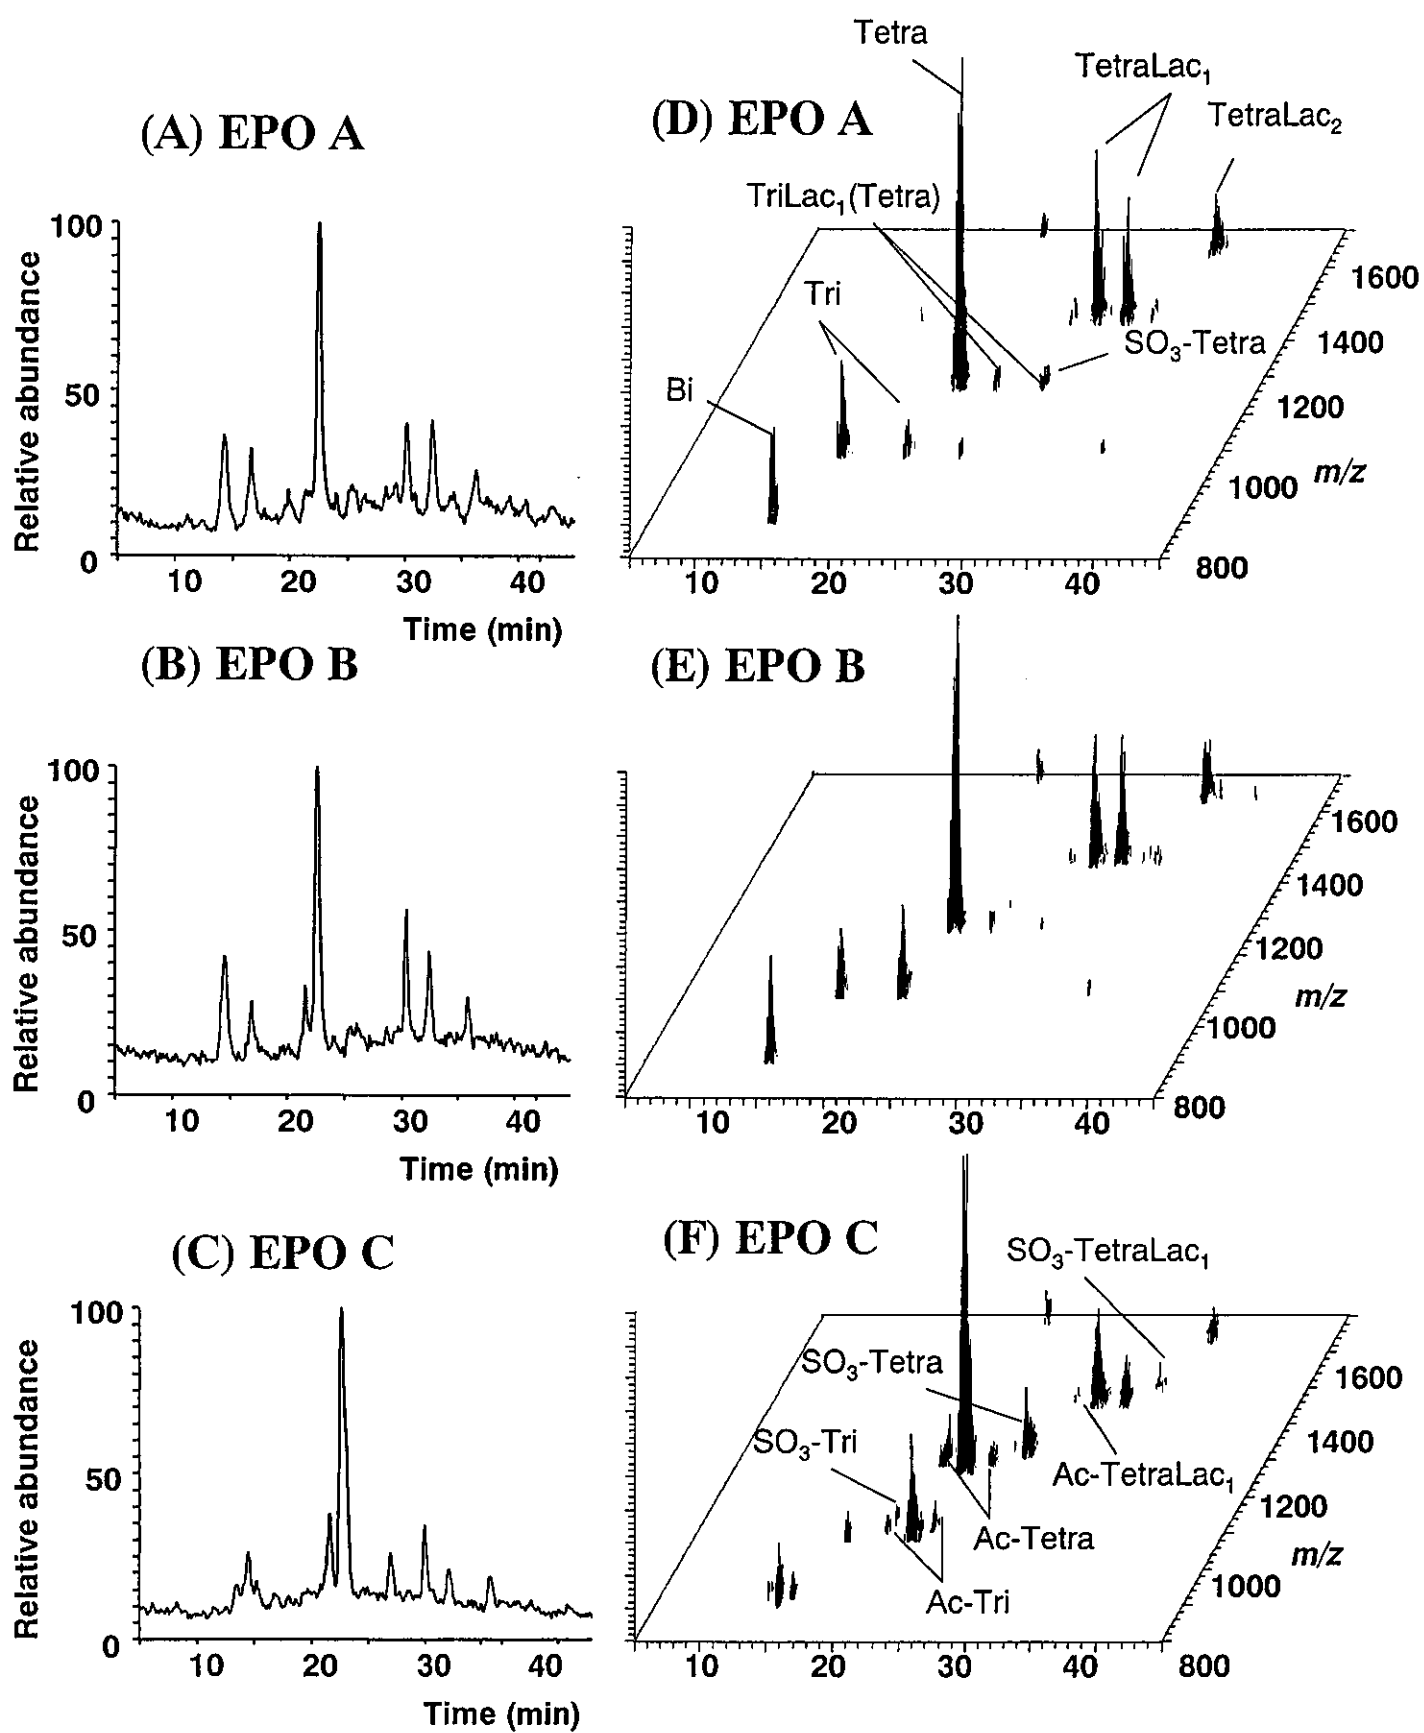 (A) EPO A
100
50
0
Relative abundance
10 20 30 40
Time (min)
(D) EPO A
Tetra
TetraLac1
TetraLac2
TriLac1(Tetra)
Tri
Bi
SO3-Tetra
1600
1400
1200
1000
800
m/z
10 20 30 40
(B) EPO B
100
50
0
Relative abundance
10 20 30 40
Time (min)
(E) EPO B
1600
1400
1200
1000
800
m/z
10 20 30 40
(C) EPO C
100
50
0
Relative abundance
10 20 30 40
Time (min)
(F) EPO C
SO3-TetraLac1
SO3-Tetra
SO3-Tri
Ac-TetraLac1
Ac-Tetra
Ac-Tri
1600
1400
1200
1000
800
m/z
10 20 30 40